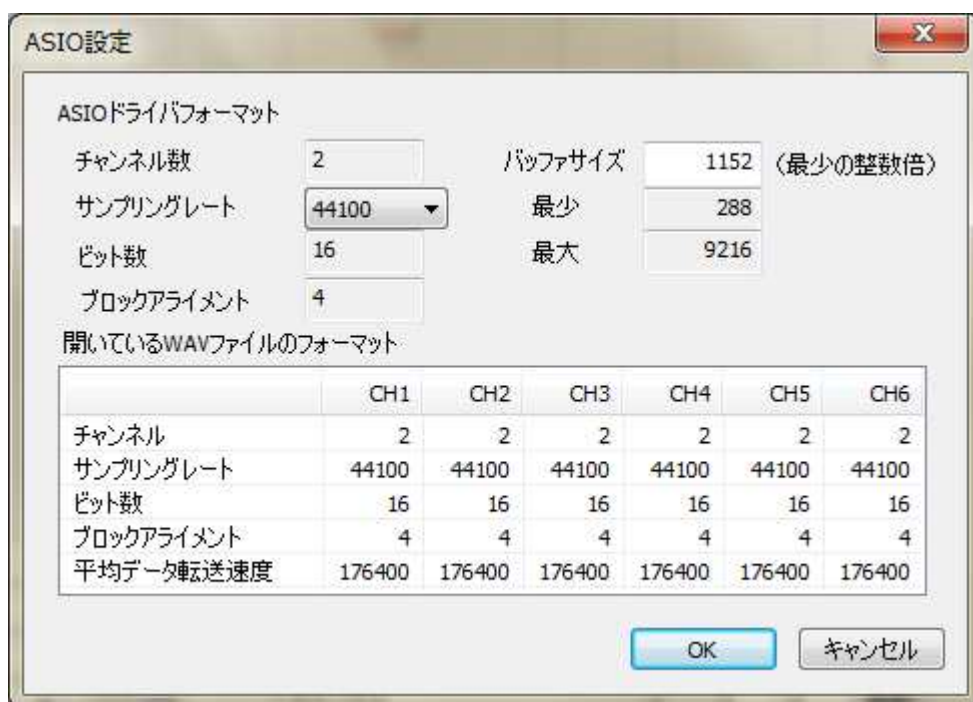 ASIO設定
ASIOドライバフォーマット
チャンネル数 2 バッファサイズ 1152 (最少の整数倍)
サンプリングレート 44100 最少 288
ビット数 16 最大 9216
ブロックアライメント 4
開いているWAVファイルのフォーマット
CH1 CH2 CH3 CH4 CH5 CH6
チャンネル 2 2 2 2 2 2
サンプリングレート 44100 44100 44100 44100 44100 44100
ビット数 16 16 16 16 16 16
ブロックアライメント 4 4 4 4 4 4
平均データ転送速度 176400 176400 176400 176400 176400 176400
OK キャンセル